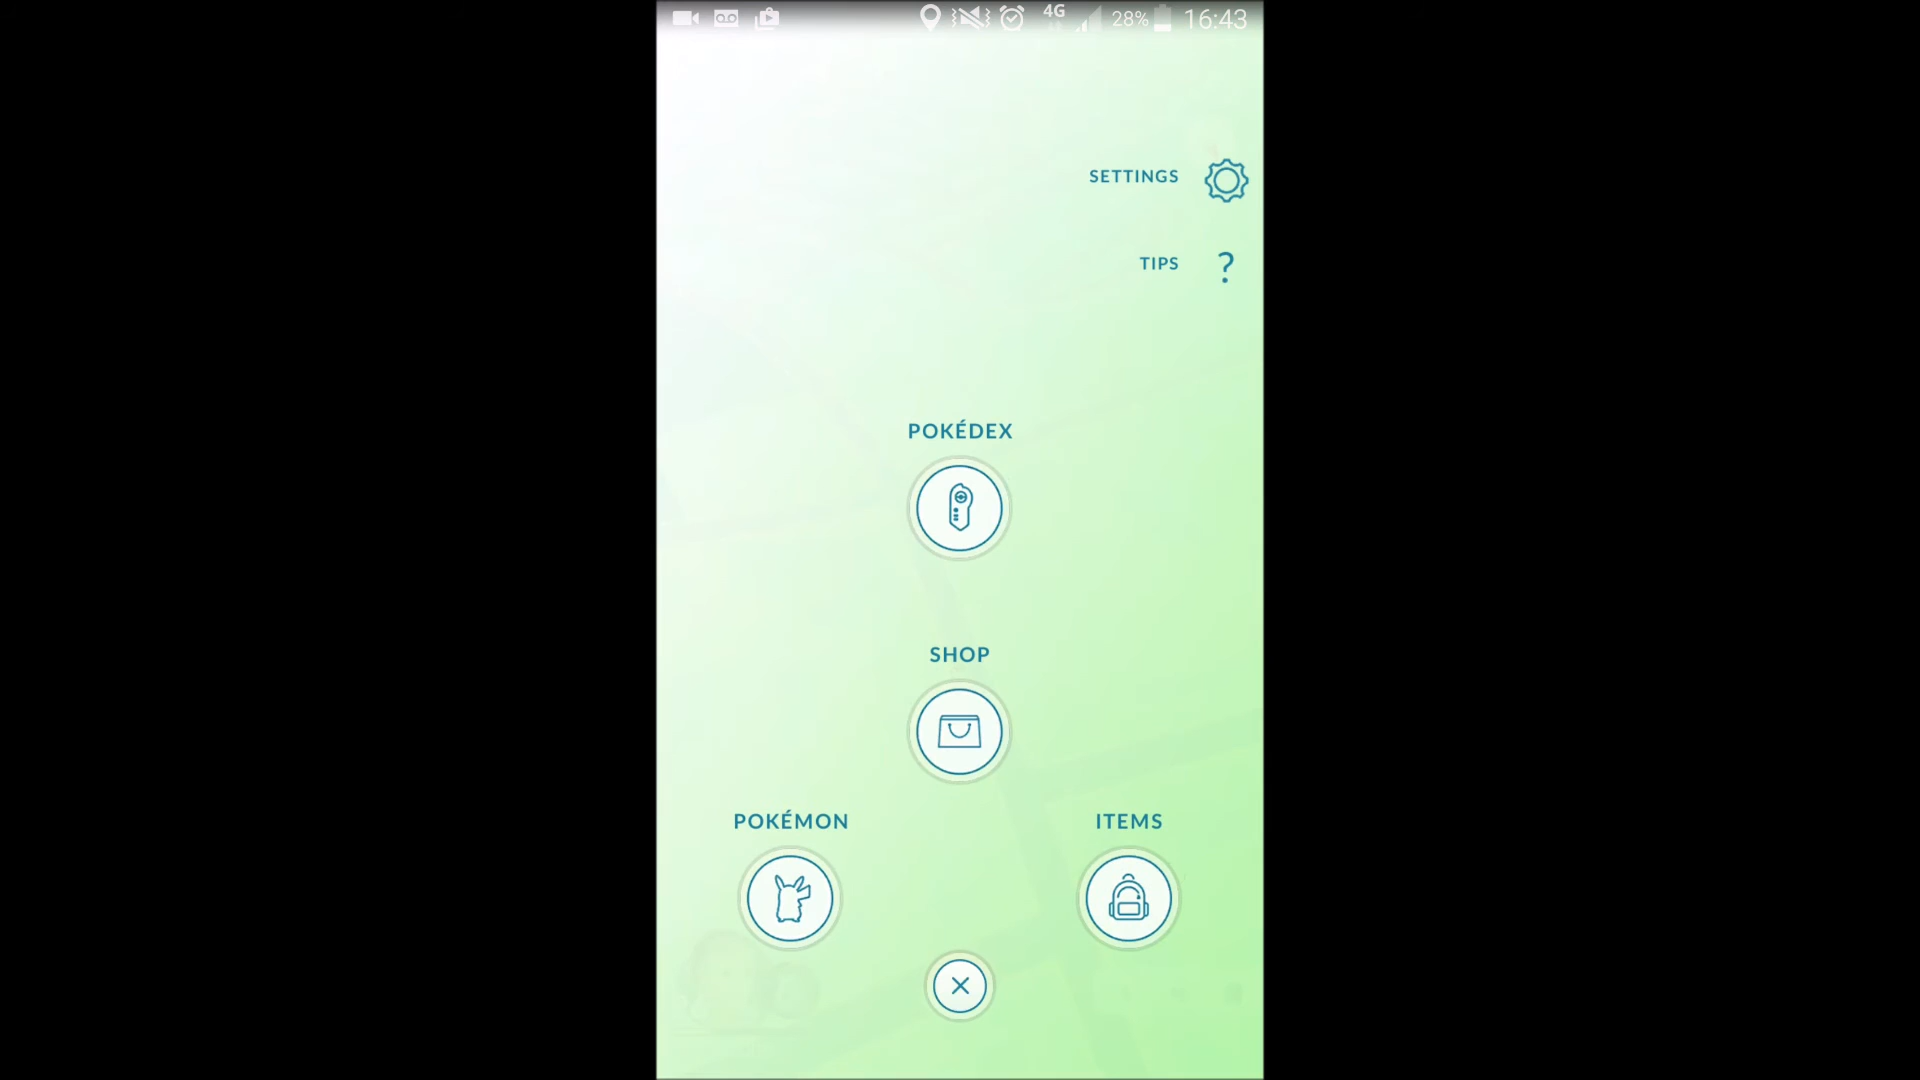 4G 28% 16:43
SETTINGS
TIPS ?
POKÉDEX
SHOP
POKÉMON ITEMS